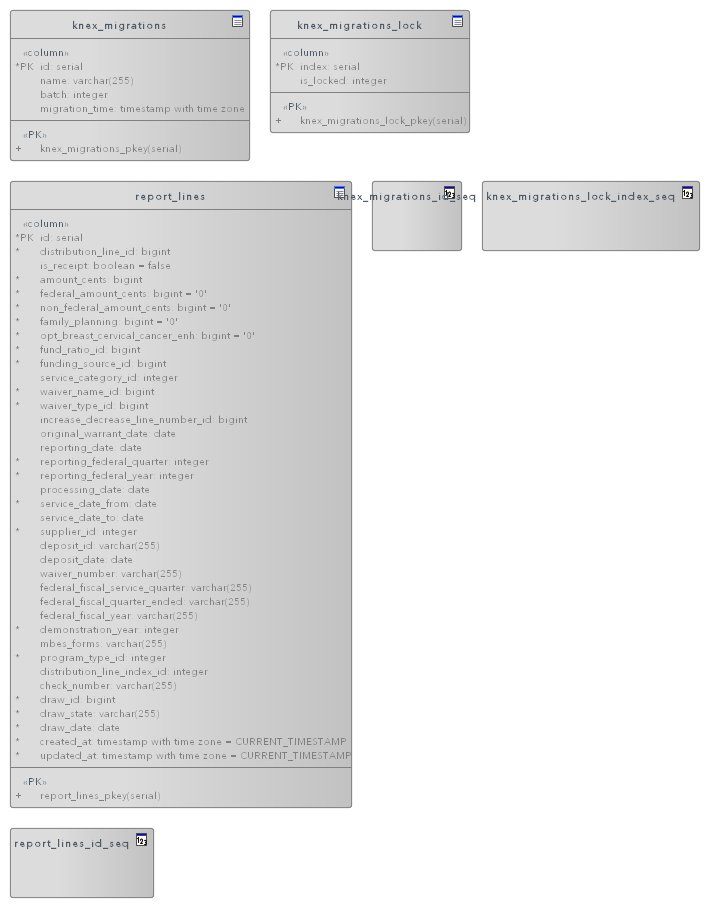 knex_migrations
«column»
*PK id: serial
name: varchar(255)
batch: integer
migration_time: timestamp with time zone
«PK»
+ knex_migrations_pkey(serial)
knex_migrations_lock
«column»
*PK index: serial
is_locked: integer
«PK»
+ knex_migrations_lock_pkey(serial)
report_lines
«column»
*PK id: serial
* distribution_line_id: bigint
is_receipt: boolean = false
* amount_cents: bigint
* federal_amount_cents: bigint = '0'
* non_federal_amount_cents: bigint = '0'
* family_planning: bigint = '0'
* opt_breast_cervical_cancer_enh: bigint = '0'
* fund_ratio_id: bigint
* funding_source_id: bigint
service_category_id: integer
* waiver_name_id: bigint
* waiver_type_id: bigint
increase_decrease_line_number_id: bigint
original_warrant_date: date
reporting_date: date
* reporting_federal_quarter: integer
* reporting_federal_year: integer
processing_date: date
* service_date_from: date
service_date_to: date
* supplier_id: integer
deposit_id: varchar(255)
deposit_date: date
waiver_number: varchar(255)
federal_fiscal_service_quarter: varchar(255)
federal_fiscal_quarter_ended: varchar(255)
federal_fiscal_year: varchar(255)
* demonstration_year: integer
mbes_forms: varchar(255)
* program_type_id: integer
distribution_line_index_id: integer
check_number: varchar(255)
* draw_id: bigint
* draw_state: varchar(255)
* draw_date: date
* created_at: timestamp with time zone = CURRENT_TIMESTAMP
* updated_at: timestamp with time zone = CURRENT_TIMESTAMP
«PK»
+ report_lines_pkey(serial)
knex_migrations_id_seq
knex_migrations_lock_index_seq
report_lines_id_seq